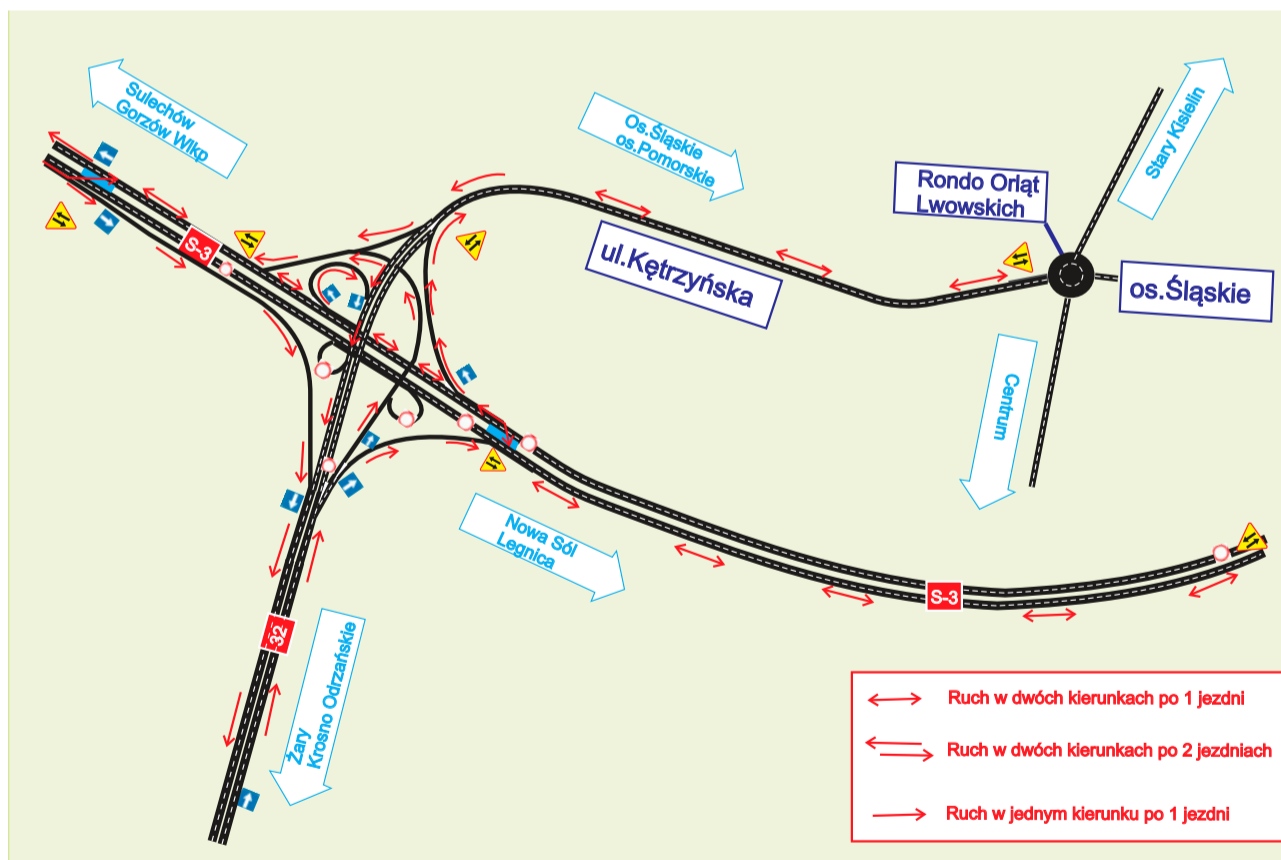 Sulechów
Gorzów Wlkp
Os.Śląskie
os.Pomorskie
Stary Kisielin
Rondo Orląt
Lwowskich
S-3
ul.Kętrzyńska
os.Śląskie
Centrum
Nowa Sól
Legnica
S-3
32
Żary
Krosno Odrzańskie
Ruch w dwóch kierunkach po 1 jezdni
Ruch w dwóch kierunkach po 2 jezdniach
Ruch w jednym kierunku po 1 jezdni